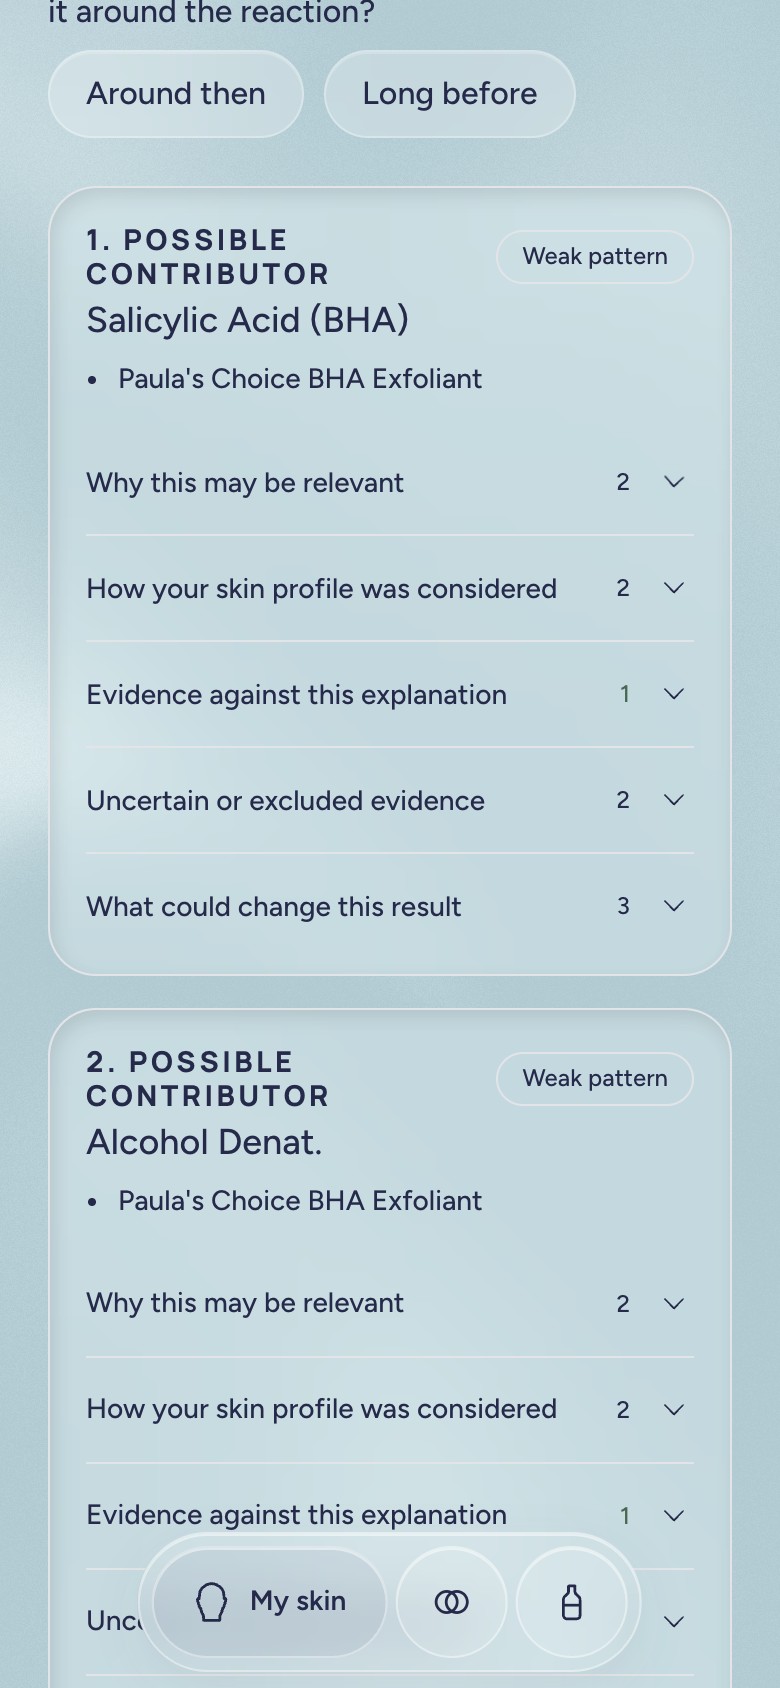 it around the reaction?
Around then
Long before
1. POSSIBLE
CONTRIBUTOR
Weak pattern
Salicylic Acid (BHA)
• Paula's Choice BHA Exfoliant
Why this may be relevant 2
How your skin profile was considered 2
Evidence against this explanation 1
Uncertain or excluded evidence 2
What could change this result 3
2. POSSIBLE
CONTRIBUTOR
Weak pattern
Alcohol Denat.
• Paula's Choice BHA Exfoliant
Why this may be relevant 2
How your skin profile was considered 2
Evidence against this explanation 1
My skin